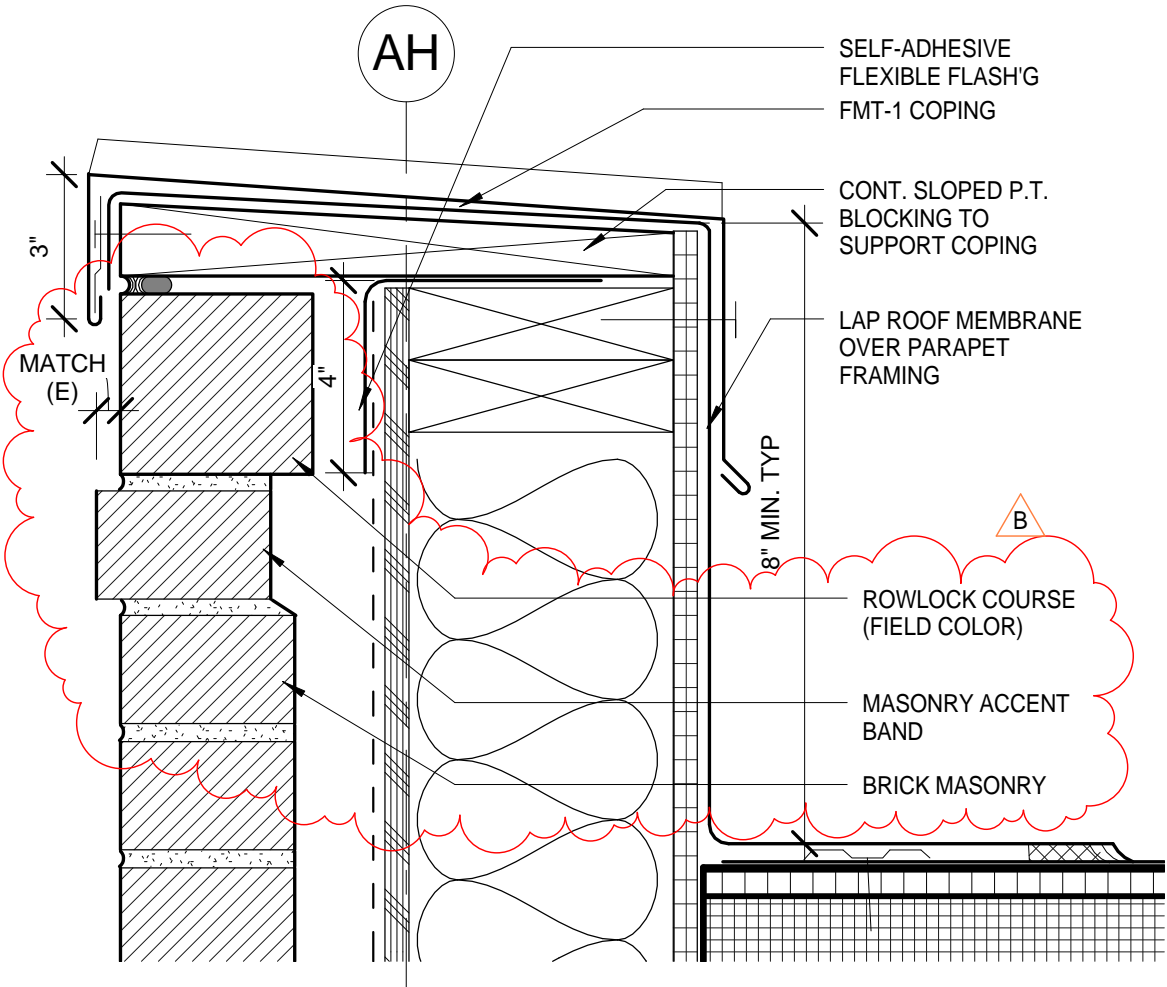 AH
SELF-ADHESIVE
FLEXIBLE FLASH'G
FMT-1 COPING
CONT. SLOPED P.T.
BLOCKING TO
SUPPORT COPING
3"
LAP ROOF MEMBRANE
OVER PARAPET
FRAMING
MATCH
(E)
4"
8" MIN. TYP
B
ROWLOCK COURSE
(FIELD COLOR)
MASONRY ACCENT
BAND
BRICK MASONRY